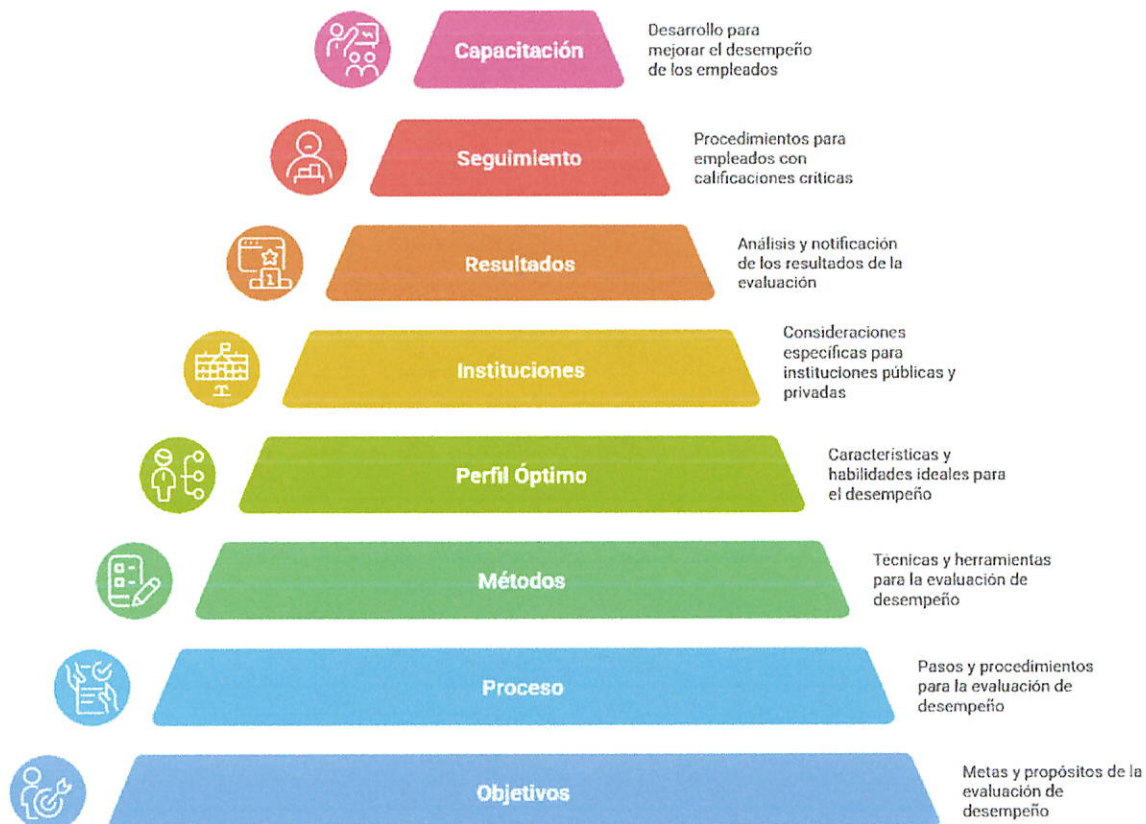 Capacitación
Desarrollo para
mejorar el desempeño
de los empleados
Seguimiento
Procedimientos para
empleados con
calificaciones críticas
Resultados
Análisis y notificación
de los resultados de la
evaluación
1
Instituciones
Consideraciones
específicas para
instituciones públicas y
privadas
Perfil Óptimo
Características y
habilidades ideales para
el desempeño
Métodos
Técnicas y herramientas
para la evaluación de
desempeño
Proceso
Pasos y procedimientos
para la evaluación de
desempeño
Objetivos
Metas y propósitos de la
evaluación de
desempeño